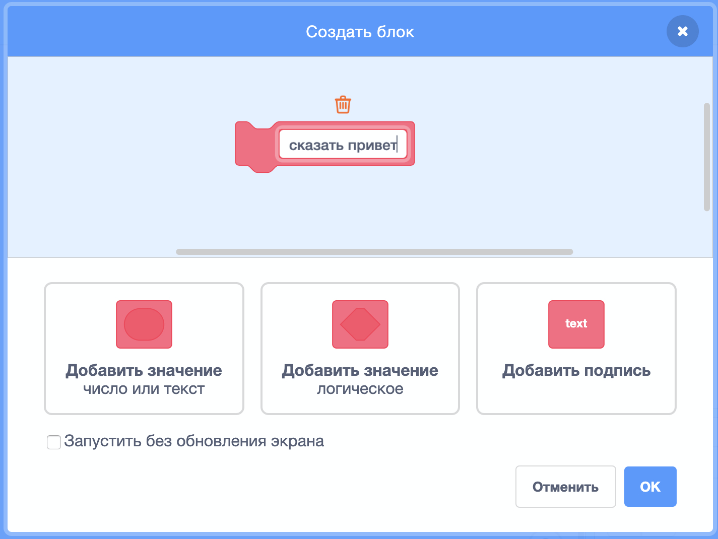 Создать блок
сказать привет
text
Добавить значение
число или текст
Добавить значение
логическое
Добавить подпись
Запустить без обновления экрана
Отменить
ОК